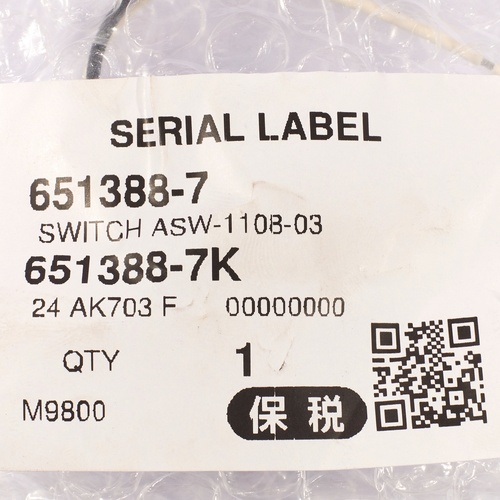 SERIAL LABEL
651388-7
SWITCH ASW-1108-03
651388-7K
24 AK703 F 00000000
QTY 1
M9800 保税